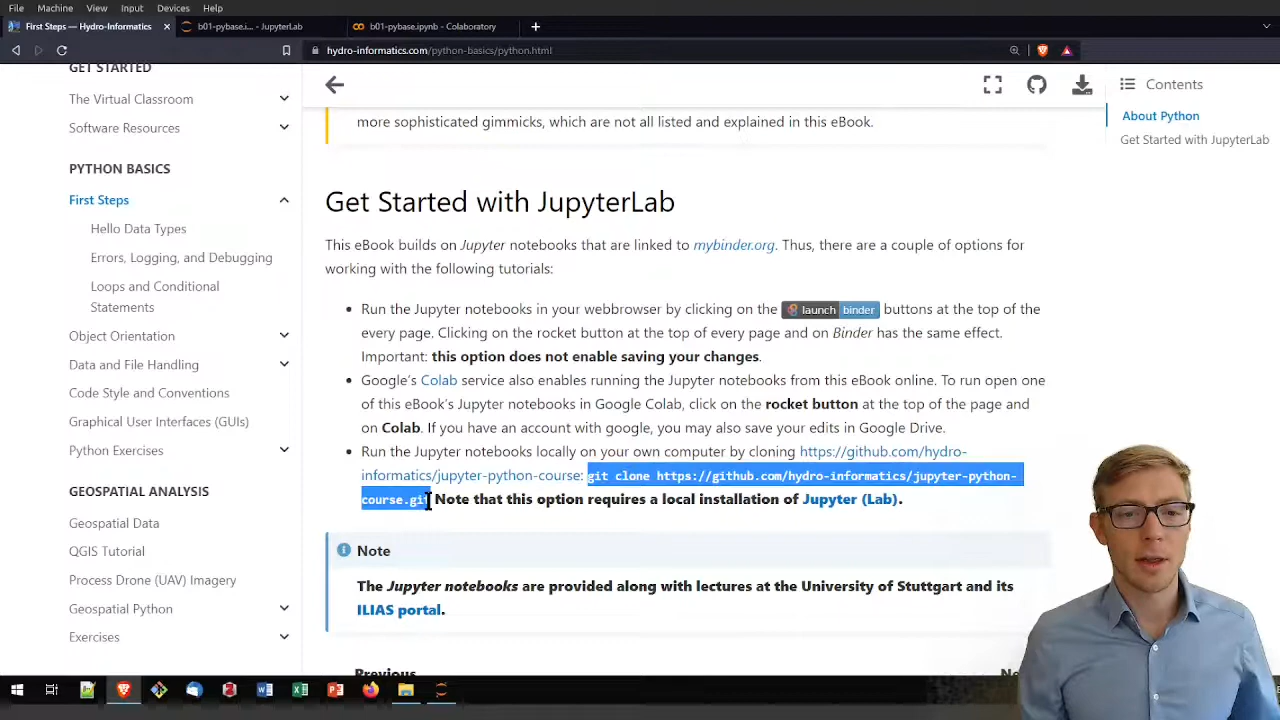 File Machine View Input Devices Help
First Steps — Hydro-Informatics
b01-pybase.i... - JupyterLab
b01-pybase.ipynb - Colaboratory
hydro-informatics.com/python-basics/python.html
GET STARTED
The Virtual Classroom
Software Resources
PYTHON BASICS
First Steps
Hello Data Types
Errors, Logging, and Debugging
Loops and Conditional
Statements
Object Orientation
Data and File Handling
Code Style and Conventions
Graphical User Interfaces (GUIs)
Python Exercises
GEOSPATIAL ANALYSIS
Geospatial Data
QGIS Tutorial
Process Drone (UAV) Imagery
Geospatial Python
Exercises
more sophisticated gimmicks, which are not all listed and explained in this eBook.
Get Started with JupyterLab
This eBook builds on Jupyter notebooks that are linked to mybinder.org. Thus, there are a couple of options for
working with the following tutorials:
• Run the Jupyter notebooks in your webbrowser by clicking on the launch binder buttons at the top of the
every page. Clicking on the rocket button at the top of every page and on Binder has the same effect.
Important: this option does not enable saving your changes.
• Google's Colab service also enables running the Jupyter notebooks from this eBook online. To run open one
of this eBook's Jupyter notebooks in Google Colab, click on the rocket button at the top of the page and
on Colab. If you have an account with google, you may also save your edits in Google Drive.
• Run the Jupyter notebooks locally on your own computer by cloning https://github.com/hydro-
informatics/jupyter-python-course: git clone https://github.com/hydro-informatics/jupyter-python-
course.git Note that this option requires a local installation of Jupyter (Lab).
Note
The Jupyter notebooks are provided along with lectures at the University of Stuttgart and its
ILIAS portal.
Previous
Contents
About Python
Get Started with JupyterLab